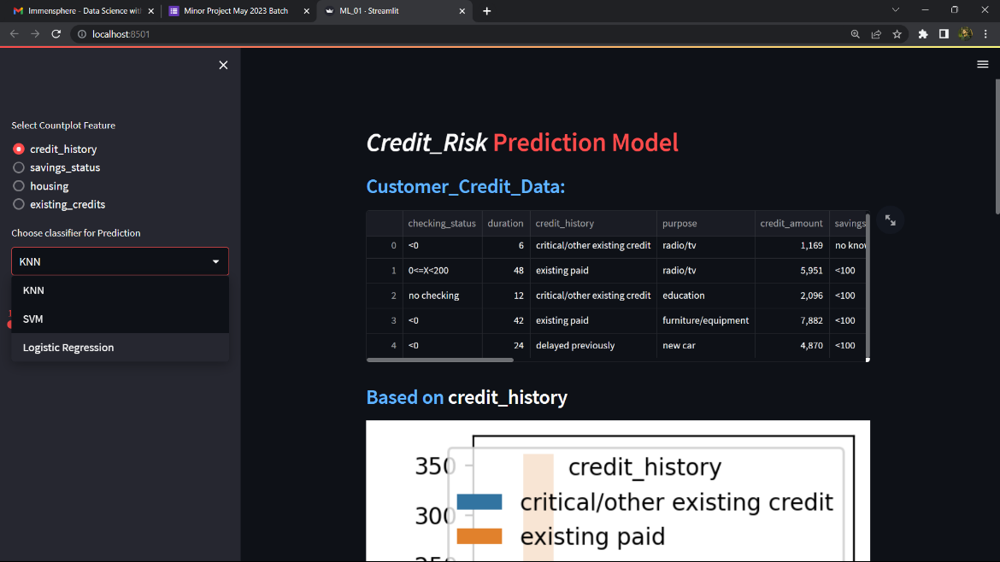 Immensphere - Data Science wit
Minor Project May 2023 Batch
ML_01 · Streamlit
localhost:8501
Select Countplot Feature
credit_history
savings_status
housing
existing_credits
Choose classifier for Prediction
KNN
KNN
SVM
Logistic Regression
Credit_Risk Prediction Model
Customer_Credit_Data:
checking_status duration credit_history purpose credit_amount savings
0 <0 6 critical/other existing credit radio/tv 1,169 no know
1 0<=X<200 48 existing paid radio/tv 5,951 <100
2 no checking 12 critical/other existing credit education 2,096 <100
3 <0 42 existing paid furniture/equipment 7,882 <100
4 <0 24 delayed previously new car 4,870 <100
Based on credit_history
350 credit_history
critical/other existing credit
300
existing paid